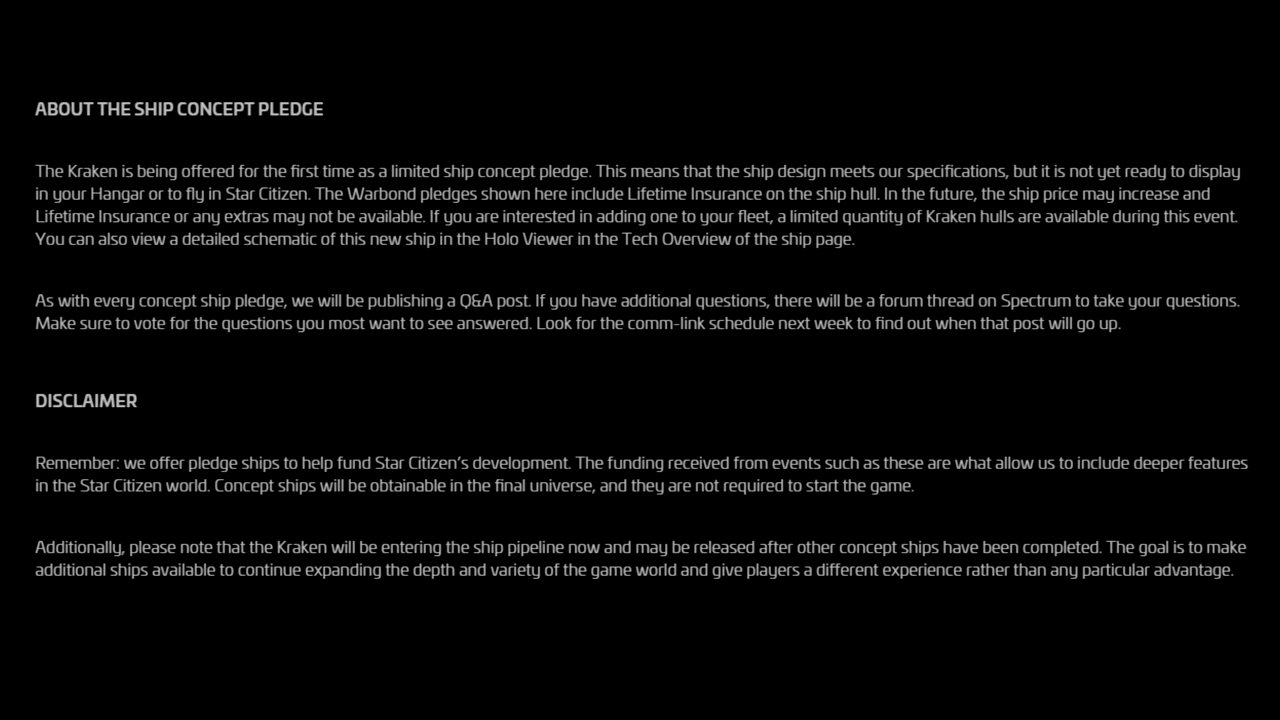 ABOUT THE SHIP CONCEPT PLEDGE
The Kraken is being offered for the first time as a limited ship concept pledge. This means that the ship design meets our specifications, but it is not yet ready to display
in your Hangar or to fly in Star Citizen. The Warbond pledges shown here include Lifetime Insurance on the ship hull. In the future, the ship price may increase and
Lifetime Insurance or any extras may not be available. If you are interested in adding one to your fleet, a limited quantity of Kraken hulls are available during this event.
You can also view a detailed schematic of this new ship in the Holo Viewer in the Tech Overview of the ship page.
As with every concept ship pledge, we will be publishing a Q&A post. If you have additional questions, there will be a forum thread on Spectrum to take your questions.
Make sure to vote for the questions you most want to see answered. Look for the comm-link schedule next week to find out when that post will go up.
DISCLAIMER
Remember: we offer pledge ships to help fund Star Citizen's development. The funding received from events such as these are what allow us to include deeper features
in the Star Citizen world. Concept ships will be obtainable in the final universe, and they are not required to start the game.
Additionally, please note that the Kraken will be entering the ship pipeline now and may be released after other concept ships have been completed. The goal is to make
additional ships available to continue expanding the depth and variety of the game world and give players a different experience rather than any particular advantage.